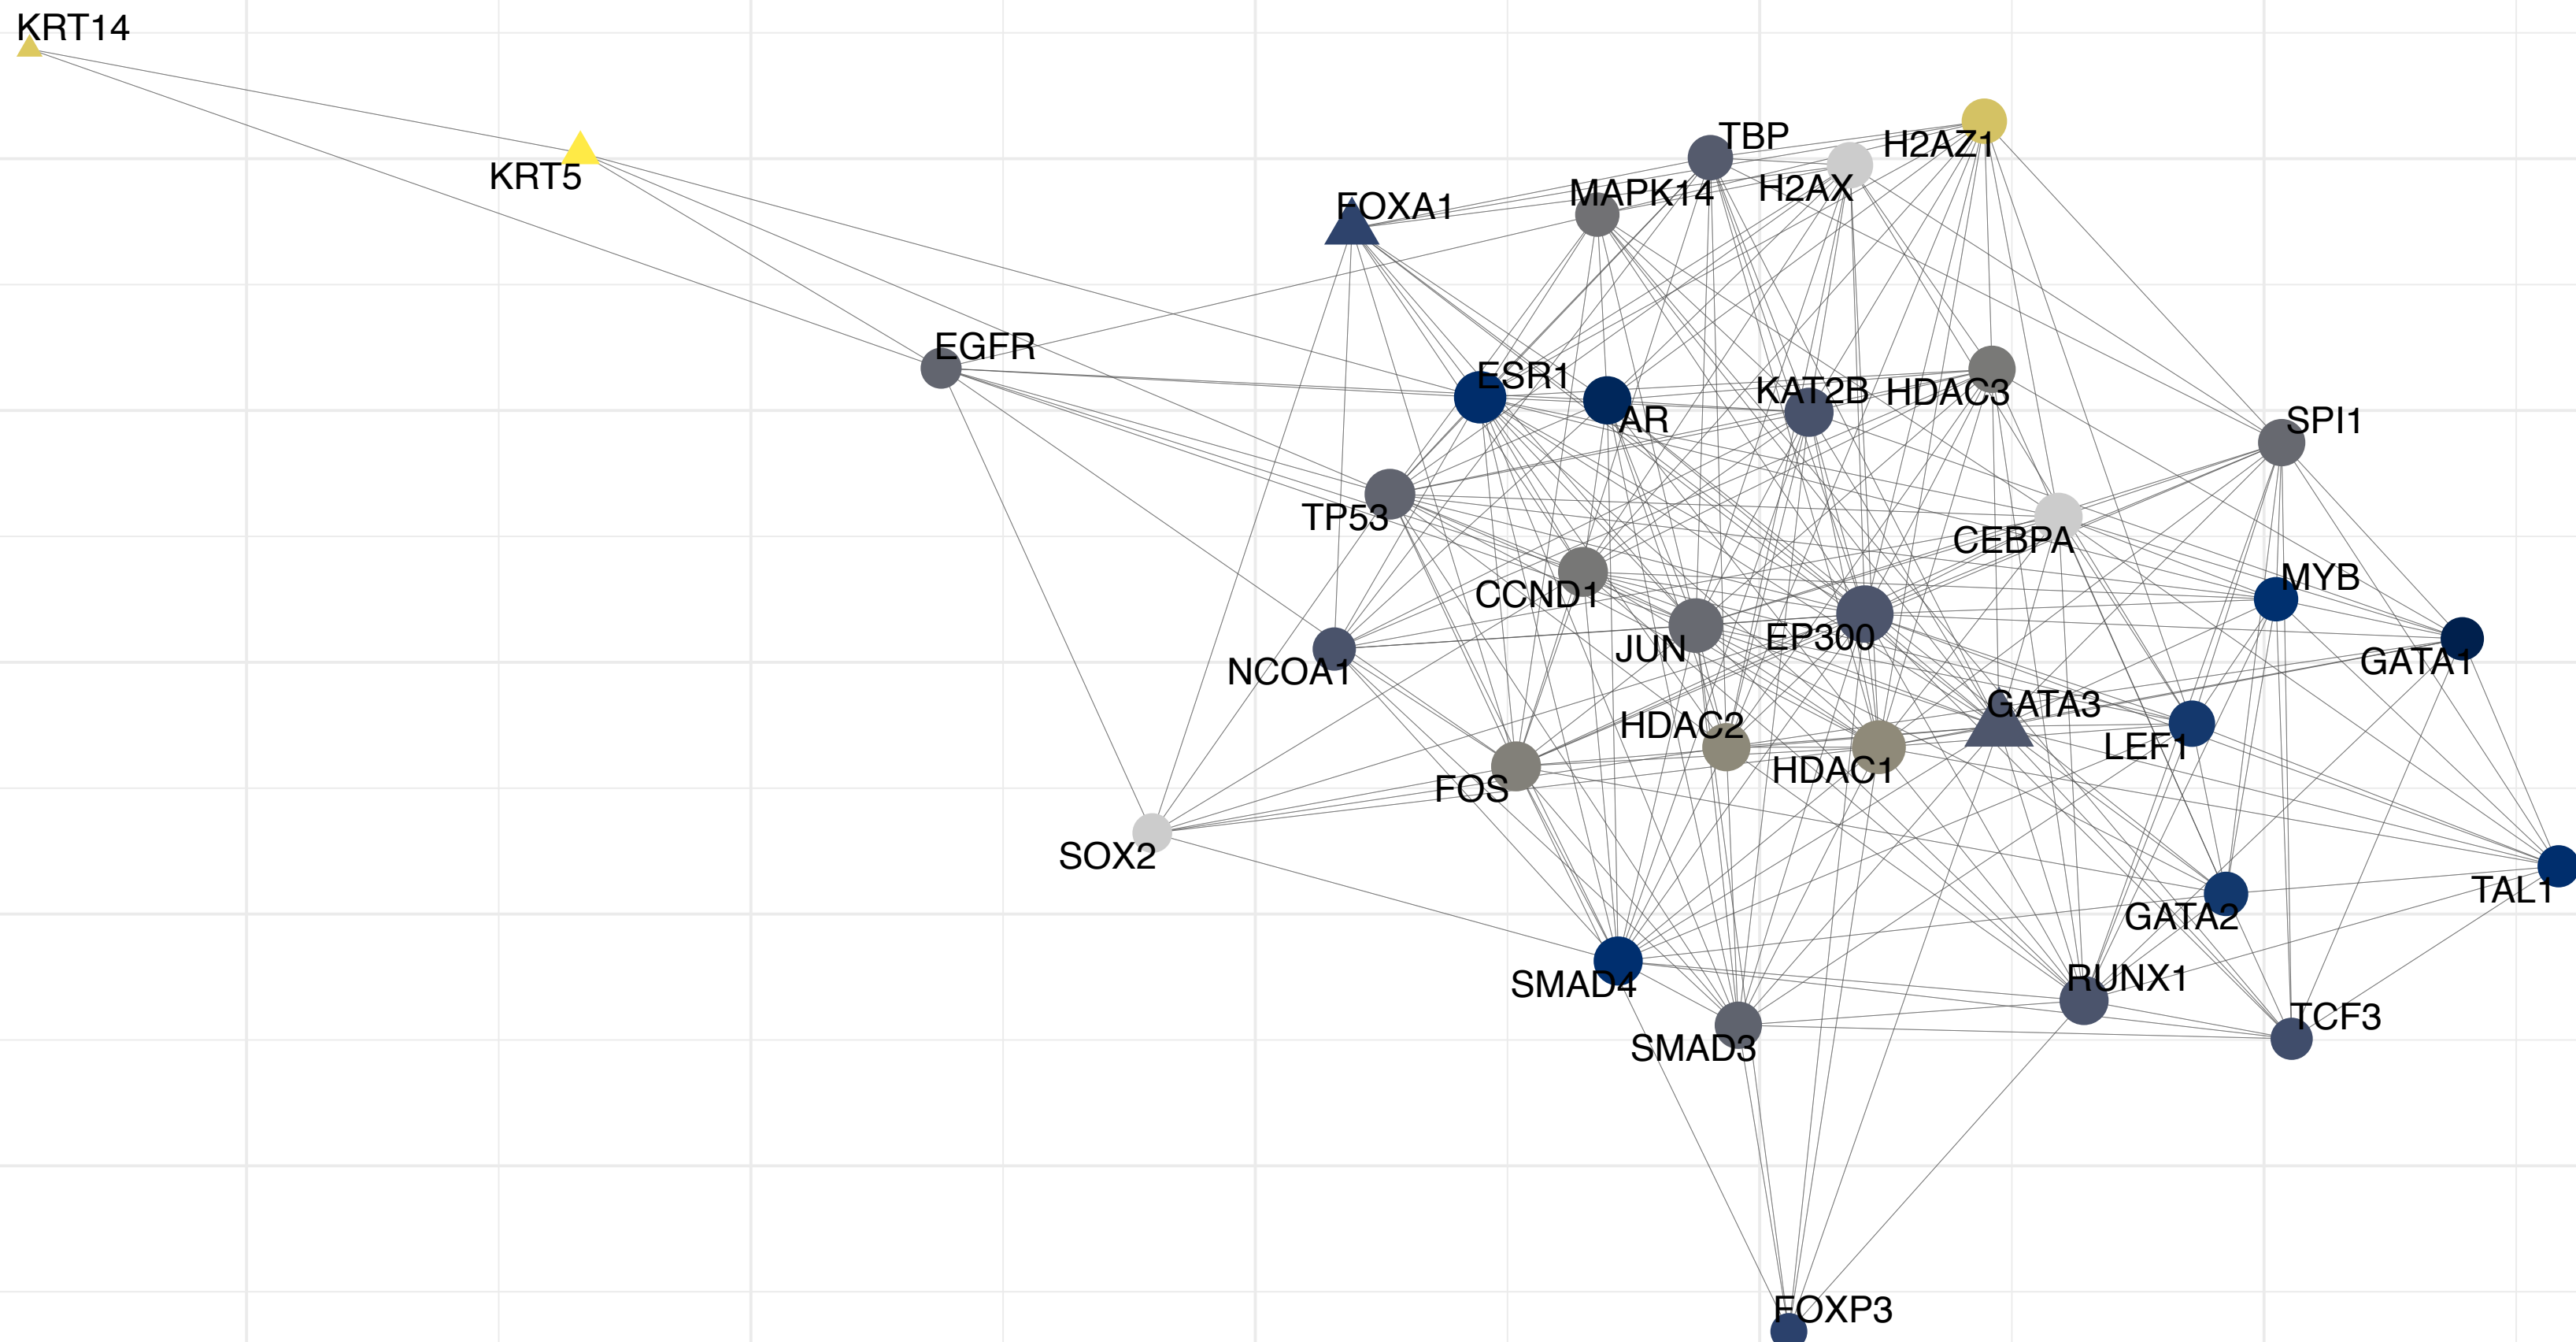 KRT14
TBP
H2AZ1
KRT5
MAPK14
H2AX
FOXA1
EGFR
ESR1
KAT2B
HDAC3
AR
SPI1
TP53
CEBPA
MYB
CCND1
EP300
JUN
GATA1
NCOA1
GATA3
HDAC2
LEF1
HDAC1
FOS
SOX2
TAL1
GATA2
RUNX1
SMAD4
TCF3
SMAD3
FOXP3